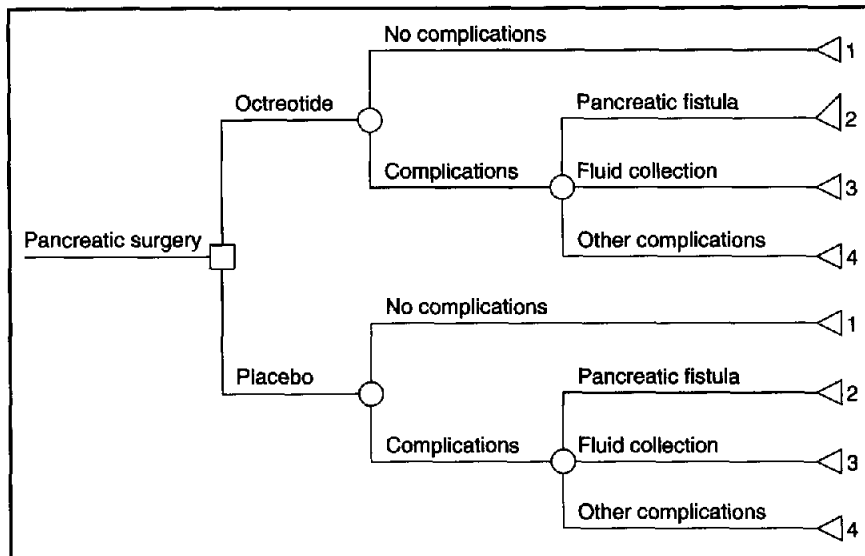 No complications
1
Octreotide
Pancreatic fistula
2
Complications
Fluid collection
3
Other complications
4
Pancreatic surgery
No complications
1
Placebo
Pancreatic fistula
2
Complications
Fluid collection
3
Other complications
4